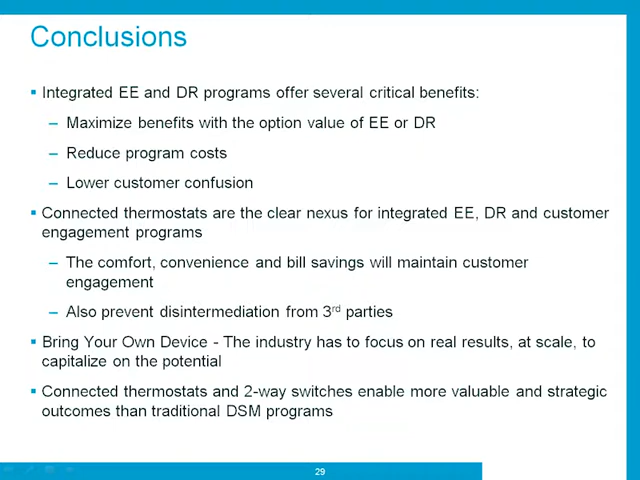 Conclusions
▪ Integrated EE and DR programs offer several critical benefits:
– Maximize benefits with the option value of EE or DR
– Reduce program costs
– Lower customer confusion
▪ Connected thermostats are the clear nexus for integrated EE, DR and customer
engagement programs
– The comfort, convenience and bill savings will maintain customer
engagement
– Also prevent disintermediation from 3rd parties
▪ Bring Your Own Device - The industry has to focus on real results, at scale, to
capitalize on the potential
▪ Connected thermostats and 2-way switches enable more valuable and strategic
outcomes than traditional DSM programs
29